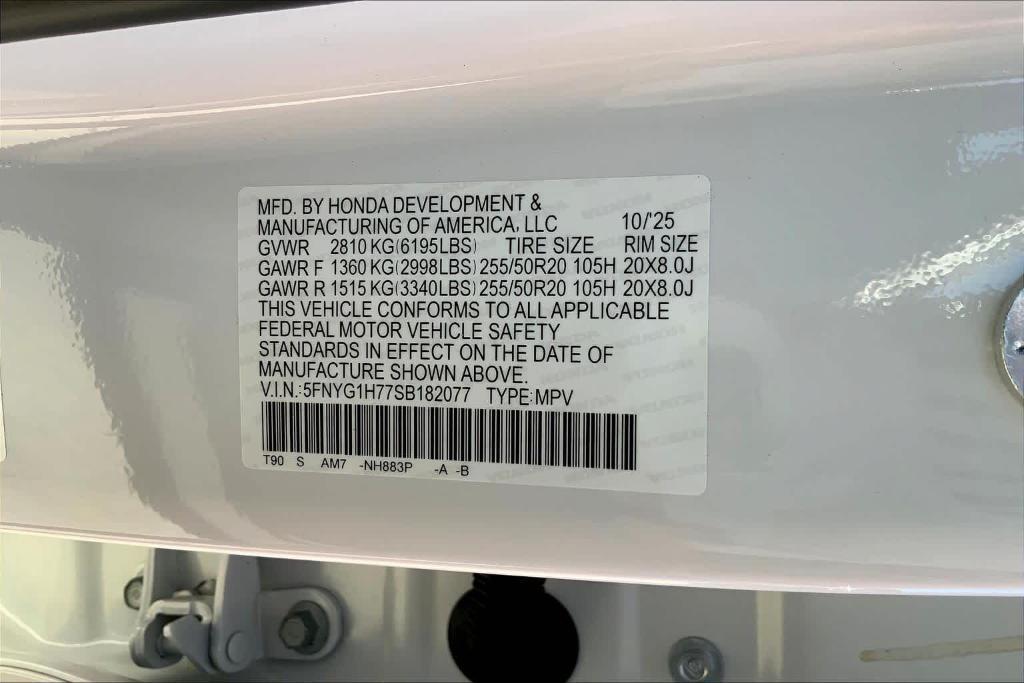 MFD. BY HONDA DEVELOPMENT &
MANUFACTURING OF AMERICA, LLC 10/'25
GVWR 2810 KG(6195LBS) TIRE SIZE RIM SIZE
GAWR F 1360 KG(2998LBS) 255/50R20 105H 20X8.0J
GAWR R 1515 KG(3340LBS) 255/50R20 105H 20X8.0J
THIS VEHICLE CONFORMS TO ALL APPLICABLE
FEDERAL MOTOR VEHICLE SAFETY
STANDARDS IN EFFECT ON THE DATE OF
MANUFACTURE SHOWN ABOVE.
V.I.N.:5FNYG1H77SB182077 TYPE:MPV
T90 S AM7 -NH883P -A -B